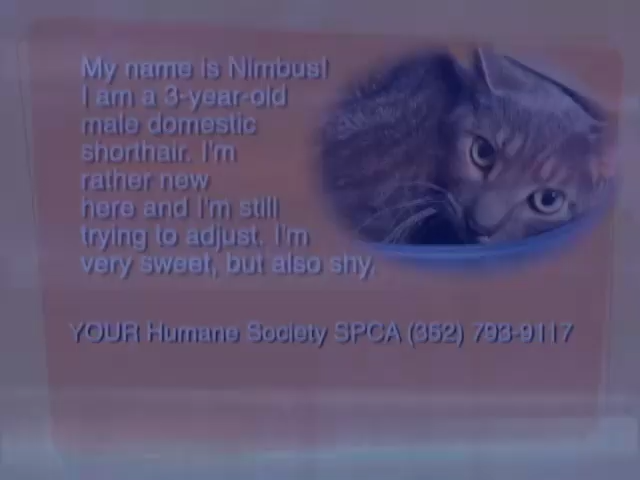 My name is Nimbus!
I am a 3-year-old
male domestic
shorthair. I'm
rather new
here and I'm still
trying to adjust. I'm
very sweet, but also shy.
YOUR Humane Society SPCA (352) 793-9117